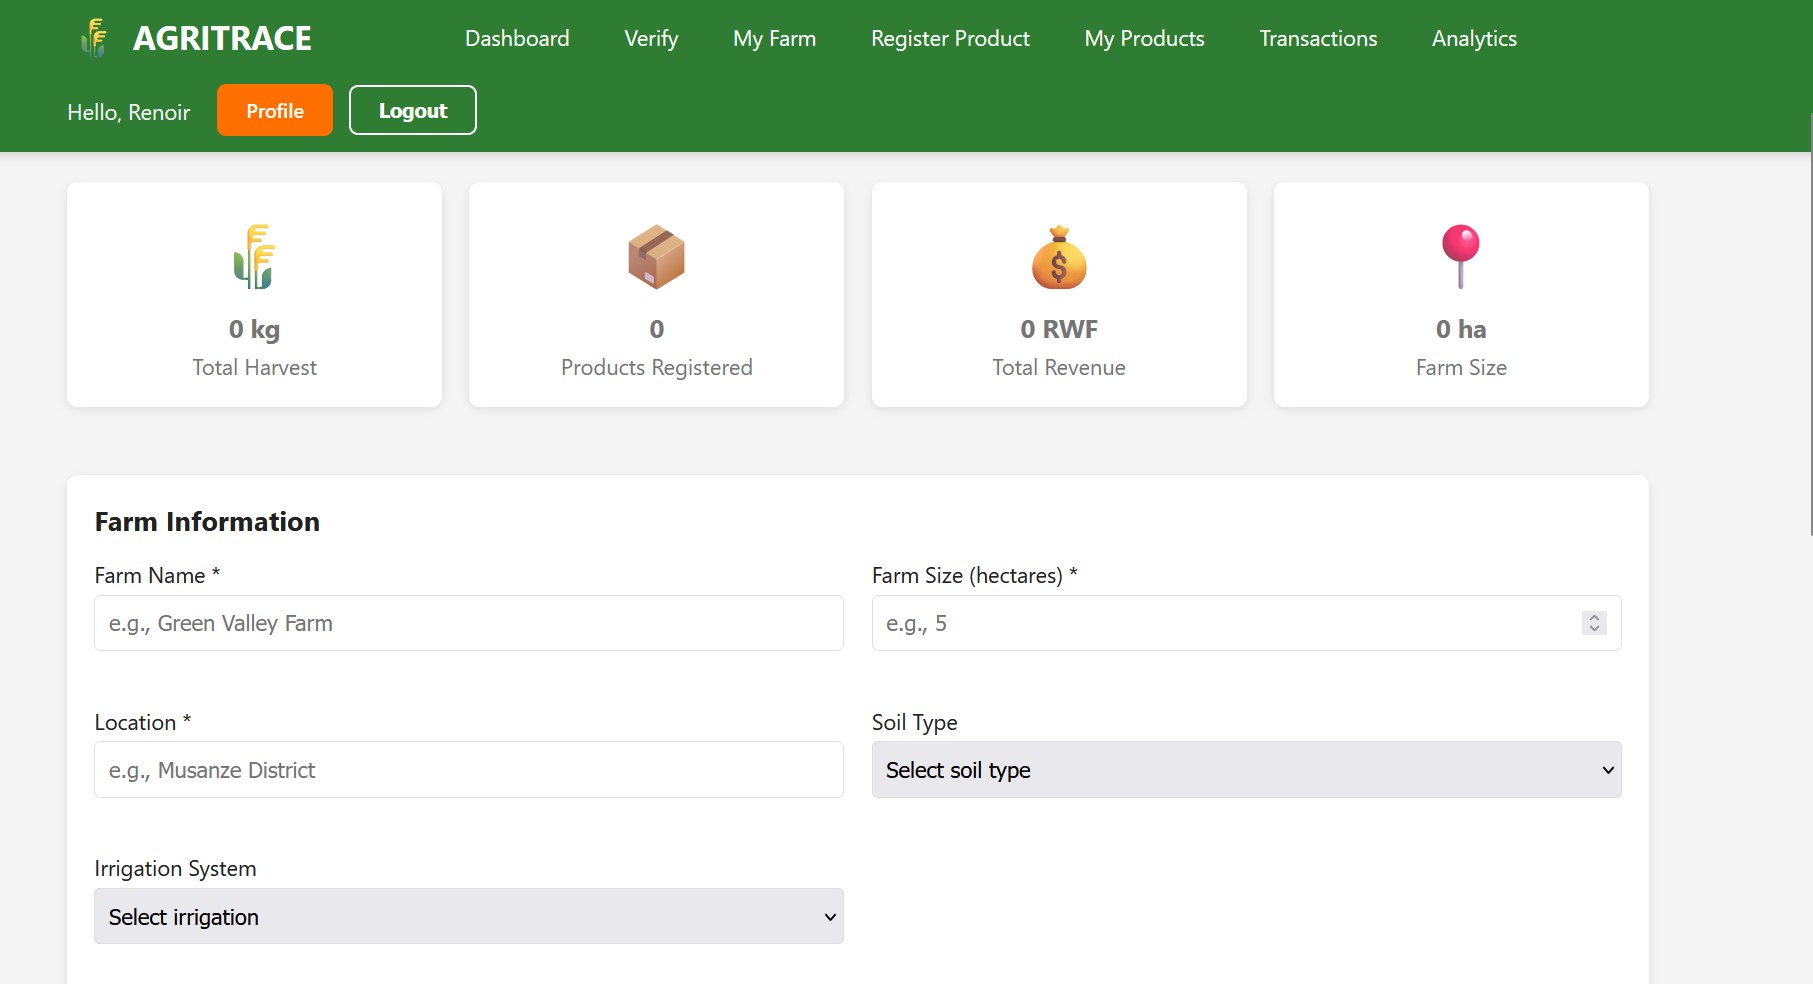 AGRITRACE
Dashboard
Verify
My Farm
Register Product
My Products
Transactions
Analytics
Hello, Renoir
Profile
Logout
0 kg
Total Harvest
0
Products Registered
$
0 RWF
Total Revenue
0 ha
Farm Size
Farm Information
Farm Name *
e.g., Green Valley Farm
Farm Size (hectares) *
e.g., 5
Location *
e.g., Musanze District
Soil Type
Select soil type
Irrigation System
Select irrigation